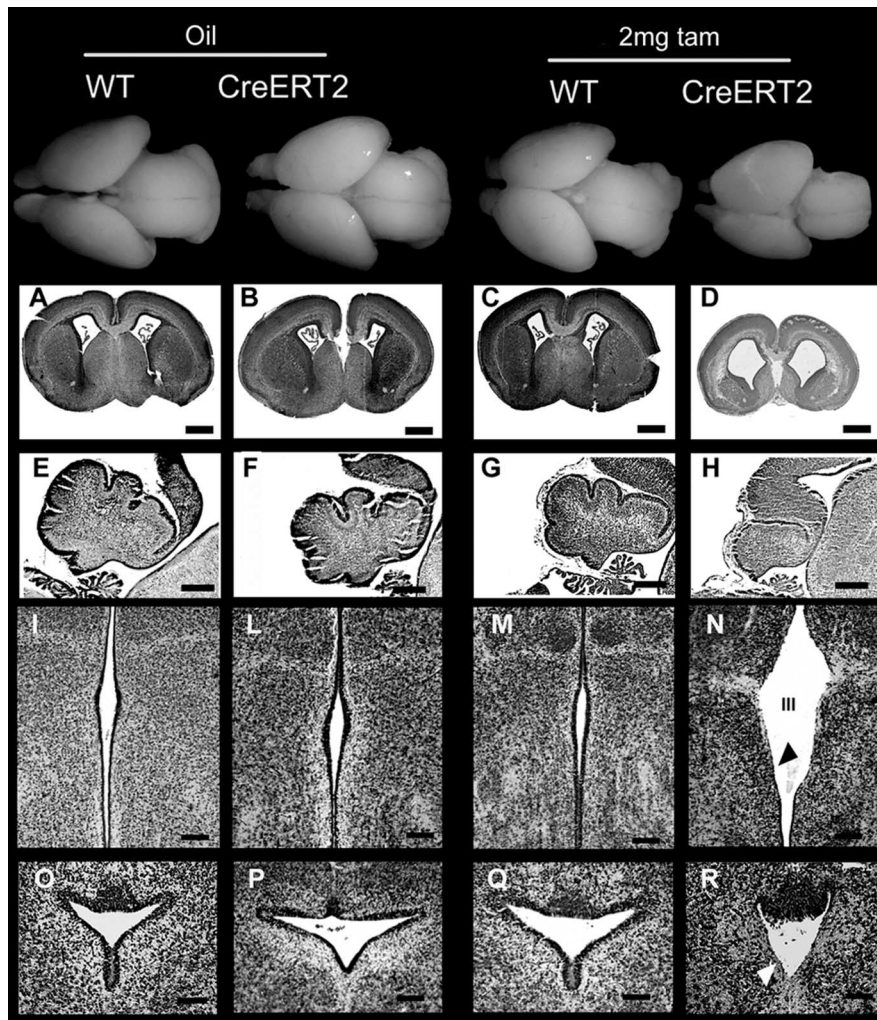 Oil 2mg tam
WT CreERT2 WT CreERT2
A B C D
E F G H
I L M N
III
O P Q R